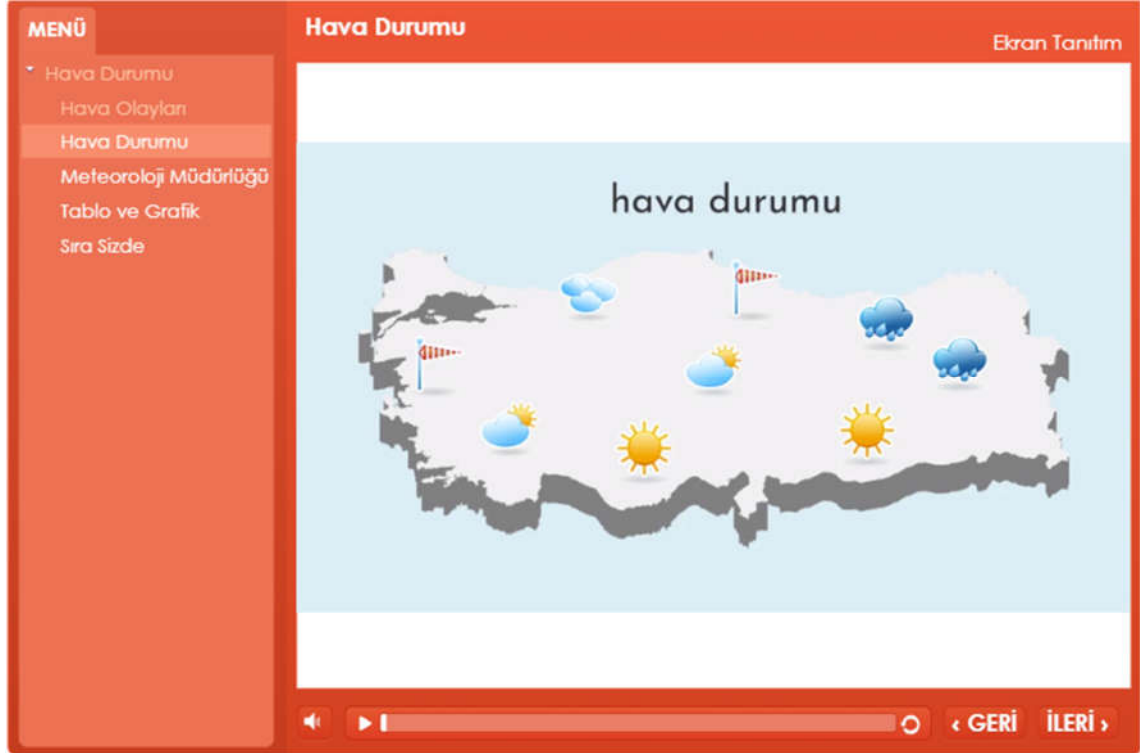 MENÜ
Hava Durumu
Hava Olayları
Hava Durumu
Meteoroloji Müdürlüğü
Tablo ve Grafik
Sıra Sizde
Hava Durumu
Ekran Tanıtım
hava durumu
‹ GERİ
İLERİ ›